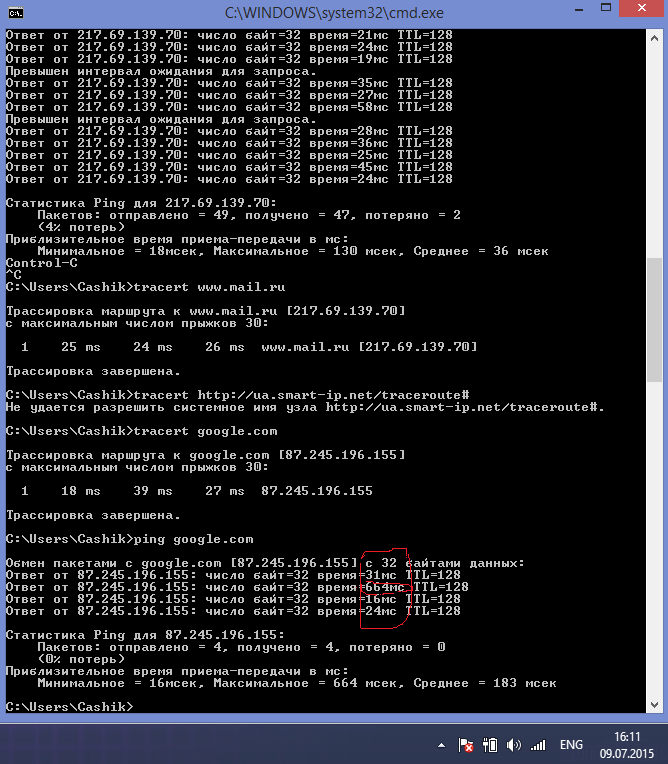 C:\WINDOWS\system32\cmd.exe
Ответ от 217.69.139.70: число байт=32 время=21мс TTL=128
Ответ от 217.69.139.70: число байт=32 время=24мс TTL=128
Ответ от 217.69.139.70: число байт=32 время=19мс TTL=128
Превышен интервал ожидания для запроса.
Ответ от 217.69.139.70: число байт=32 время=35мс TTL=128
Ответ от 217.69.139.70: число байт=32 время=27мс TTL=128
Ответ от 217.69.139.70: число байт=32 время=58мс TTL=128
Превышен интервал ожидания для запроса.
Ответ от 217.69.139.70: число байт=32 время=28мс TTL=128
Ответ от 217.69.139.70: число байт=32 время=36мс TTL=128
Ответ от 217.69.139.70: число байт=32 время=25мс TTL=128
Ответ от 217.69.139.70: число байт=32 время=45мс TTL=128
Ответ от 217.69.139.70: число байт=32 время=24мс TTL=128
Статистика Ping для 217.69.139.70:
Пакетов: отправлено = 49, получено = 47, потеряно = 2
(4% потерь)
Приблизительное время приема-передачи в мс:
Минимальное = 18мсек, Максимальное = 130 мсек, Среднее = 36 мсек
Control-C
^C
C:\Users\Cashik>tracert www.mail.ru
Трассировка маршрута к www.mail.ru [217.69.139.70]
с максимальным числом прыжков 30:
1 25 ms 24 ms 26 ms www.mail.ru [217.69.139.70]
Трассировка завершена.
C:\Users\Cashik>tracert http://ua.smart-ip.net/traceroute#
Не удается разрешить системное имя узла http://ua.smart-ip.net/traceroute#.
C:\Users\Cashik>tracert google.com
Трассировка маршрута к google.com [87.245.196.155]
с максимальным числом прыжков 30:
1 18 ms 39 ms 27 ms 87.245.196.155
Трассировка завершена.
C:\Users\Cashik>ping google.com
Обмен пакетами с google.com [87.245.196.155] с 32 байтами данных:
Ответ от 87.245.196.155: число байт=32 время=31мс TTL=128
Ответ от 87.245.196.155: число байт=32 время=664мс TTL=128
Ответ от 87.245.196.155: число байт=32 время=16мс TTL=128
Ответ от 87.245.196.155: число байт=32 время=24мс TTL=128
Статистика Ping для 87.245.196.155:
Пакетов: отправлено = 4, получено = 4, потеряно = 0
(0% потерь)
Приблизительное время приема-передачи в мс:
Минимальное = 16мсек, Максимальное = 664 мсек, Среднее = 183 мсек
C:\Users\Cashik>
ENG
16:11
09.07.2015